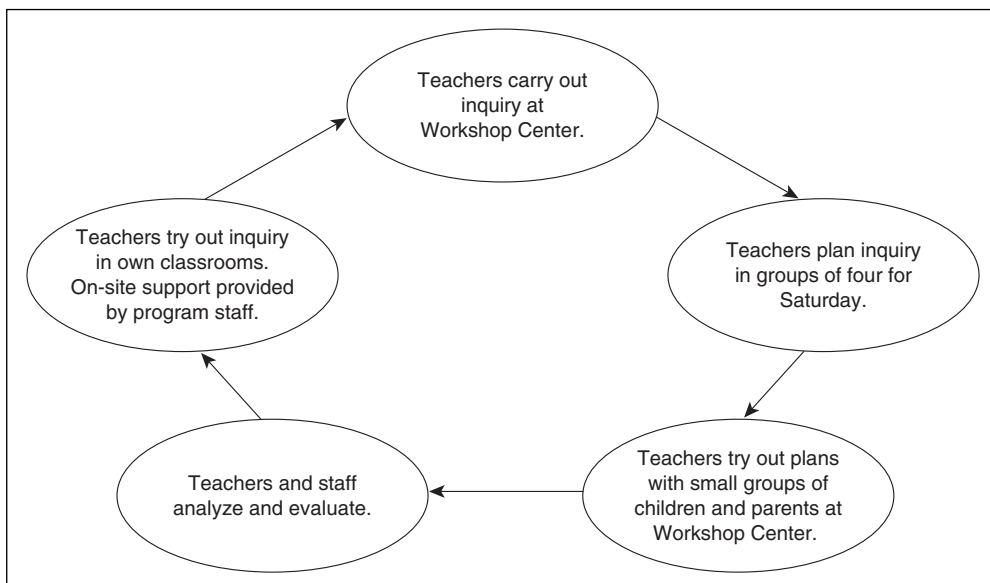 Teachers carry out
inquiry at
Workshop Center.
Teachers plan inquiry
in groups of four for
Saturday.
Teachers try out plans
with small groups of
children and parents at
Workshop Center.
Teachers and staff
analyze and evaluate.
Teachers try out inquiry
in own classrooms.
On-site support provided
by program staff.